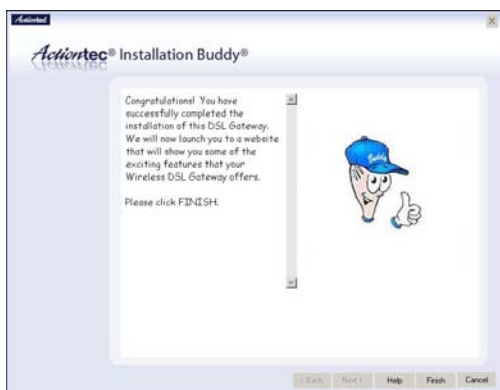 Actiontec
Actiontec® Installation Buddy®
Congratulations! You have
successfully completed the
installation of this DSL Gateway.
We will now launch you to a website
that will show you some of the
exciting features that your
Wireless DSL Gateway offers.
Please click FINISH.
Buddy
< Back Next > Help Finish Cancel